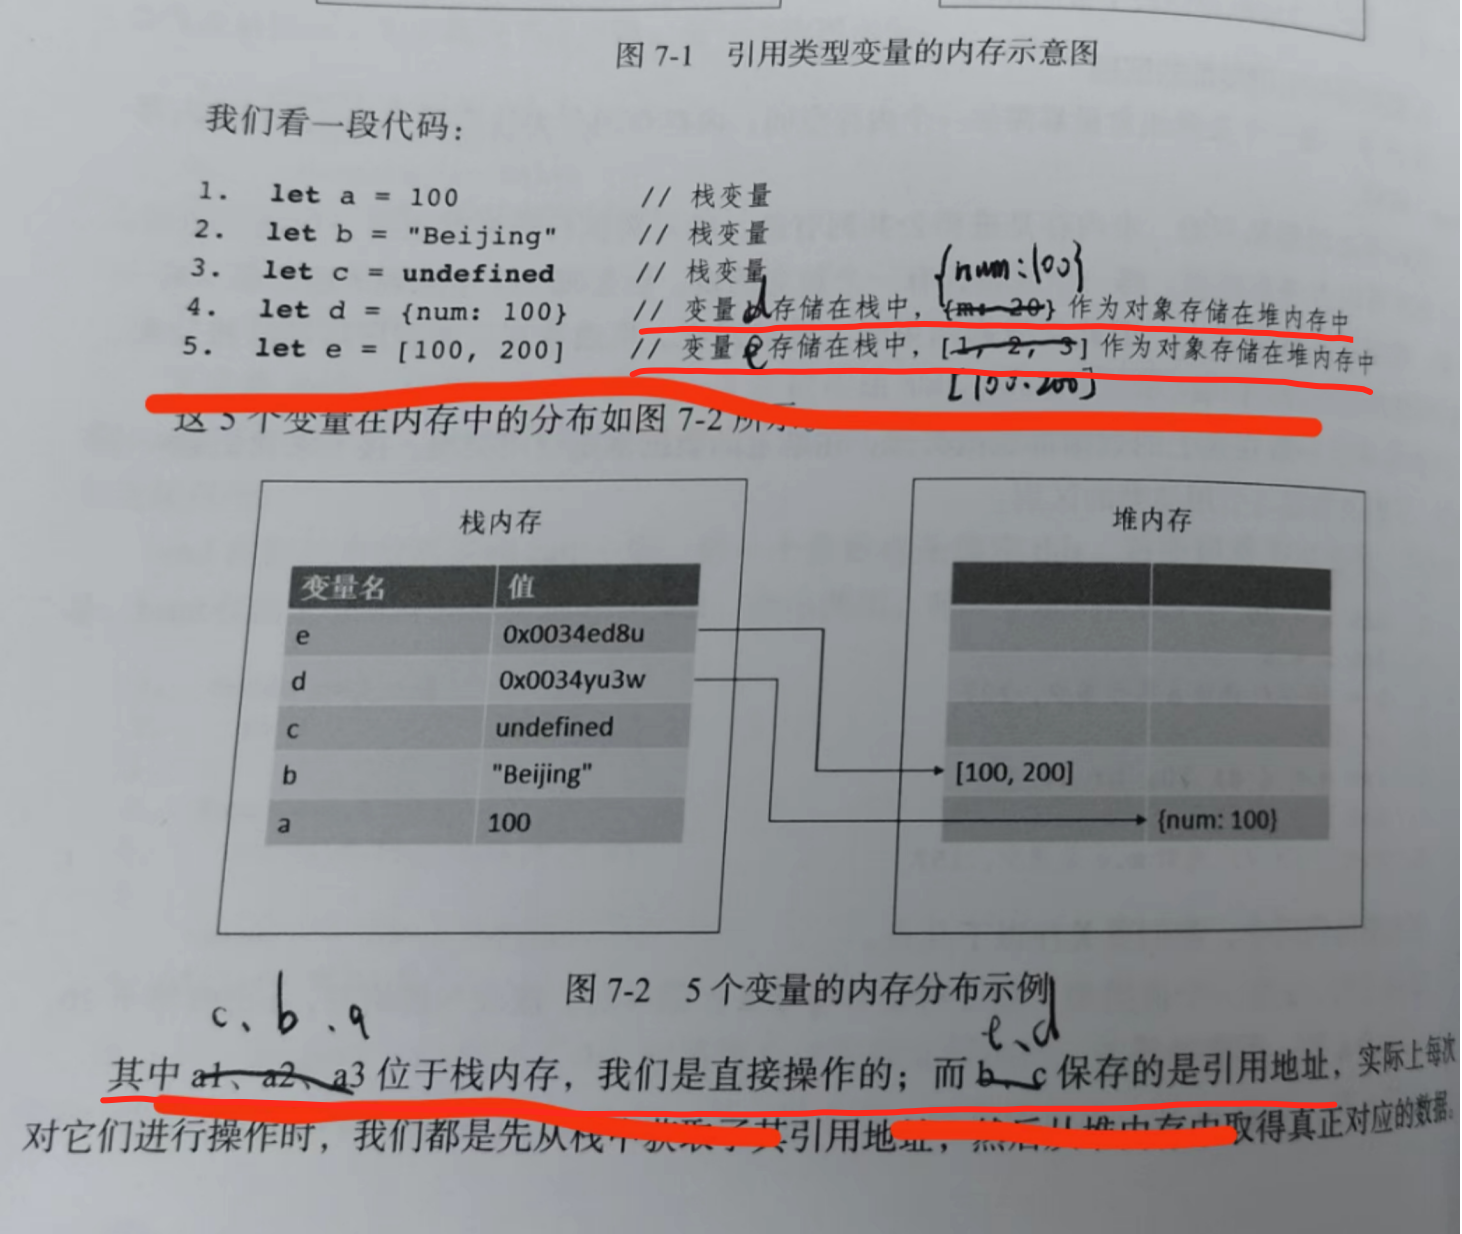 图 7-1 引用类型变量的内存示意图
我们看一段代码：
1. let a = 100 // 栈变量
2. let b = "Beijing" // 栈变量
3. let c = undefined // 栈变量
{num:100}
4. let d = {num: 100} // 变量d存储在栈中，{m: 20} 作为对象存储在堆内存中
5. let e = [100, 200] // 变量e存储在栈中，[1, 2, 3] 作为对象存储在堆内存中
[100.200]
这 5 个变量在内存中的分布如图 7-2 所示。
栈内存 堆内存
变量名 值
e 0x0034ed8u
d 0x0034yu3w
c undefined
b "Beijing" [100, 200]
a 100 {num: 100}
图 7-2 5 个变量的内存分布示例
c、b、a e、d
其中 a1、a2、a3 位于栈内存，我们是直接操作的；而 b、c 保存的是引用地址，实际上每次
对它们进行操作时，我们都是先从栈中获取了其引用地址，然后从堆内存中取得真正对应的数据。